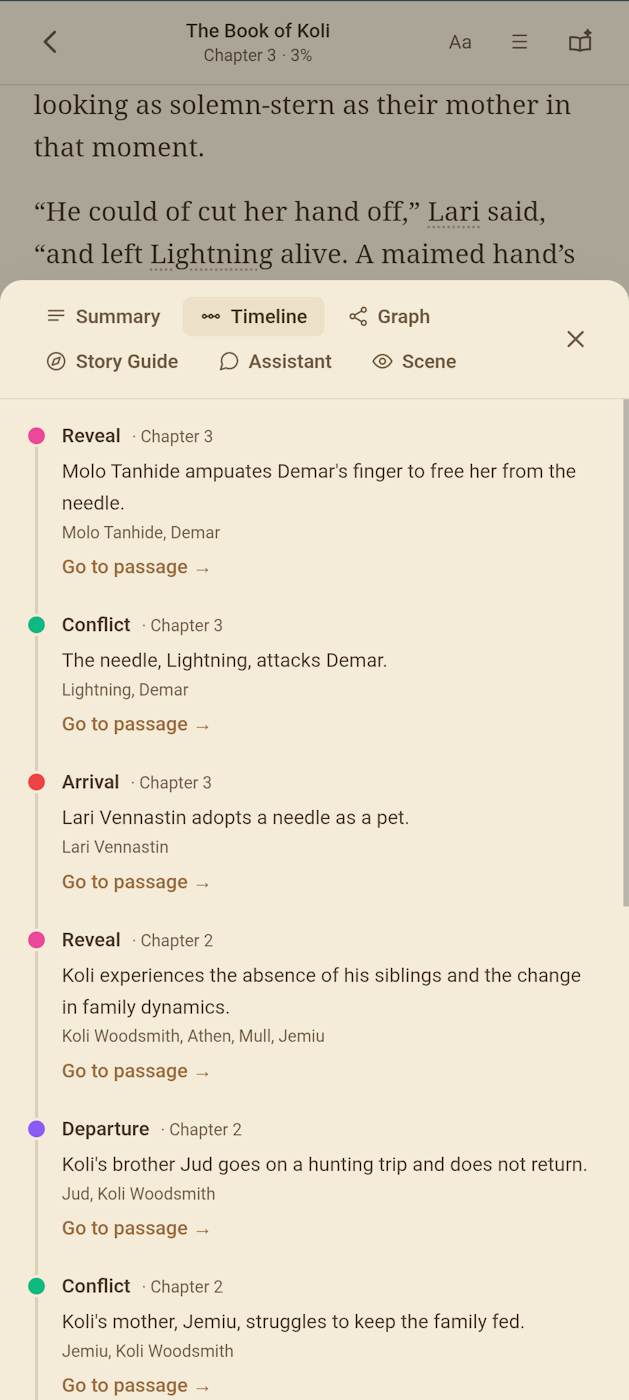 The Book of Koli
Chapter 3 · 3%
Aa
looking as solemn-stern as their mother in
that moment.
“He could of cut her hand off,” Lari said,
“and left Lightning alive. A maimed hand’s
Summary
Timeline
Graph
Story Guide
Assistant
Scene
Reveal · Chapter 3
Molo Tanhide ampuates Demar's finger to free her from the
needle.
Molo Tanhide, Demar
Go to passage →
Conflict · Chapter 3
The needle, Lightning, attacks Demar.
Lightning, Demar
Go to passage →
Arrival · Chapter 3
Lari Vennastin adopts a needle as a pet.
Lari Vennastin
Go to passage →
Reveal · Chapter 2
Koli experiences the absence of his siblings and the change
in family dynamics.
Koli Woodsmith, Athen, Mull, Jemiu
Go to passage →
Departure · Chapter 2
Koli's brother Jud goes on a hunting trip and does not return.
Jud, Koli Woodsmith
Go to passage →
Conflict · Chapter 2
Koli's mother, Jemiu, struggles to keep the family fed.
Jemiu, Koli Woodsmith
Go to passage →